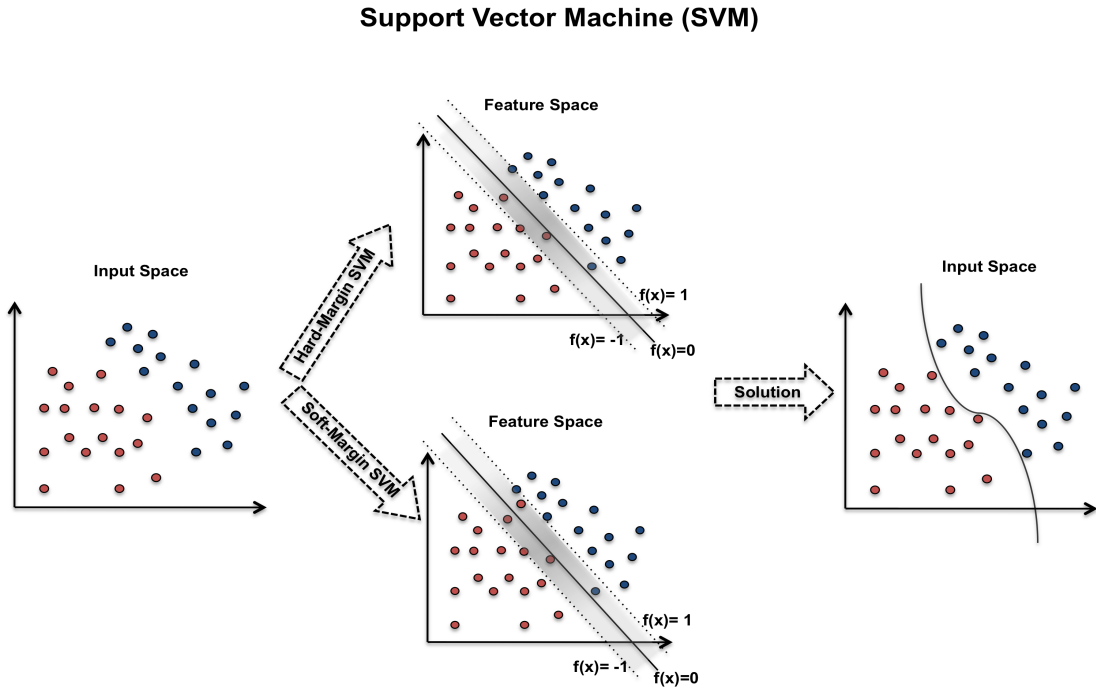 Support Vector Machine (SVM)
Feature Space
f(x)= 1
f(x)= -1
f(x)=0
Input Space
Hard-Margin SVM
Soft-Margin SVM
Feature Space
f(x)= 1
f(x)= -1
f(x)=0
Solution
Input Space